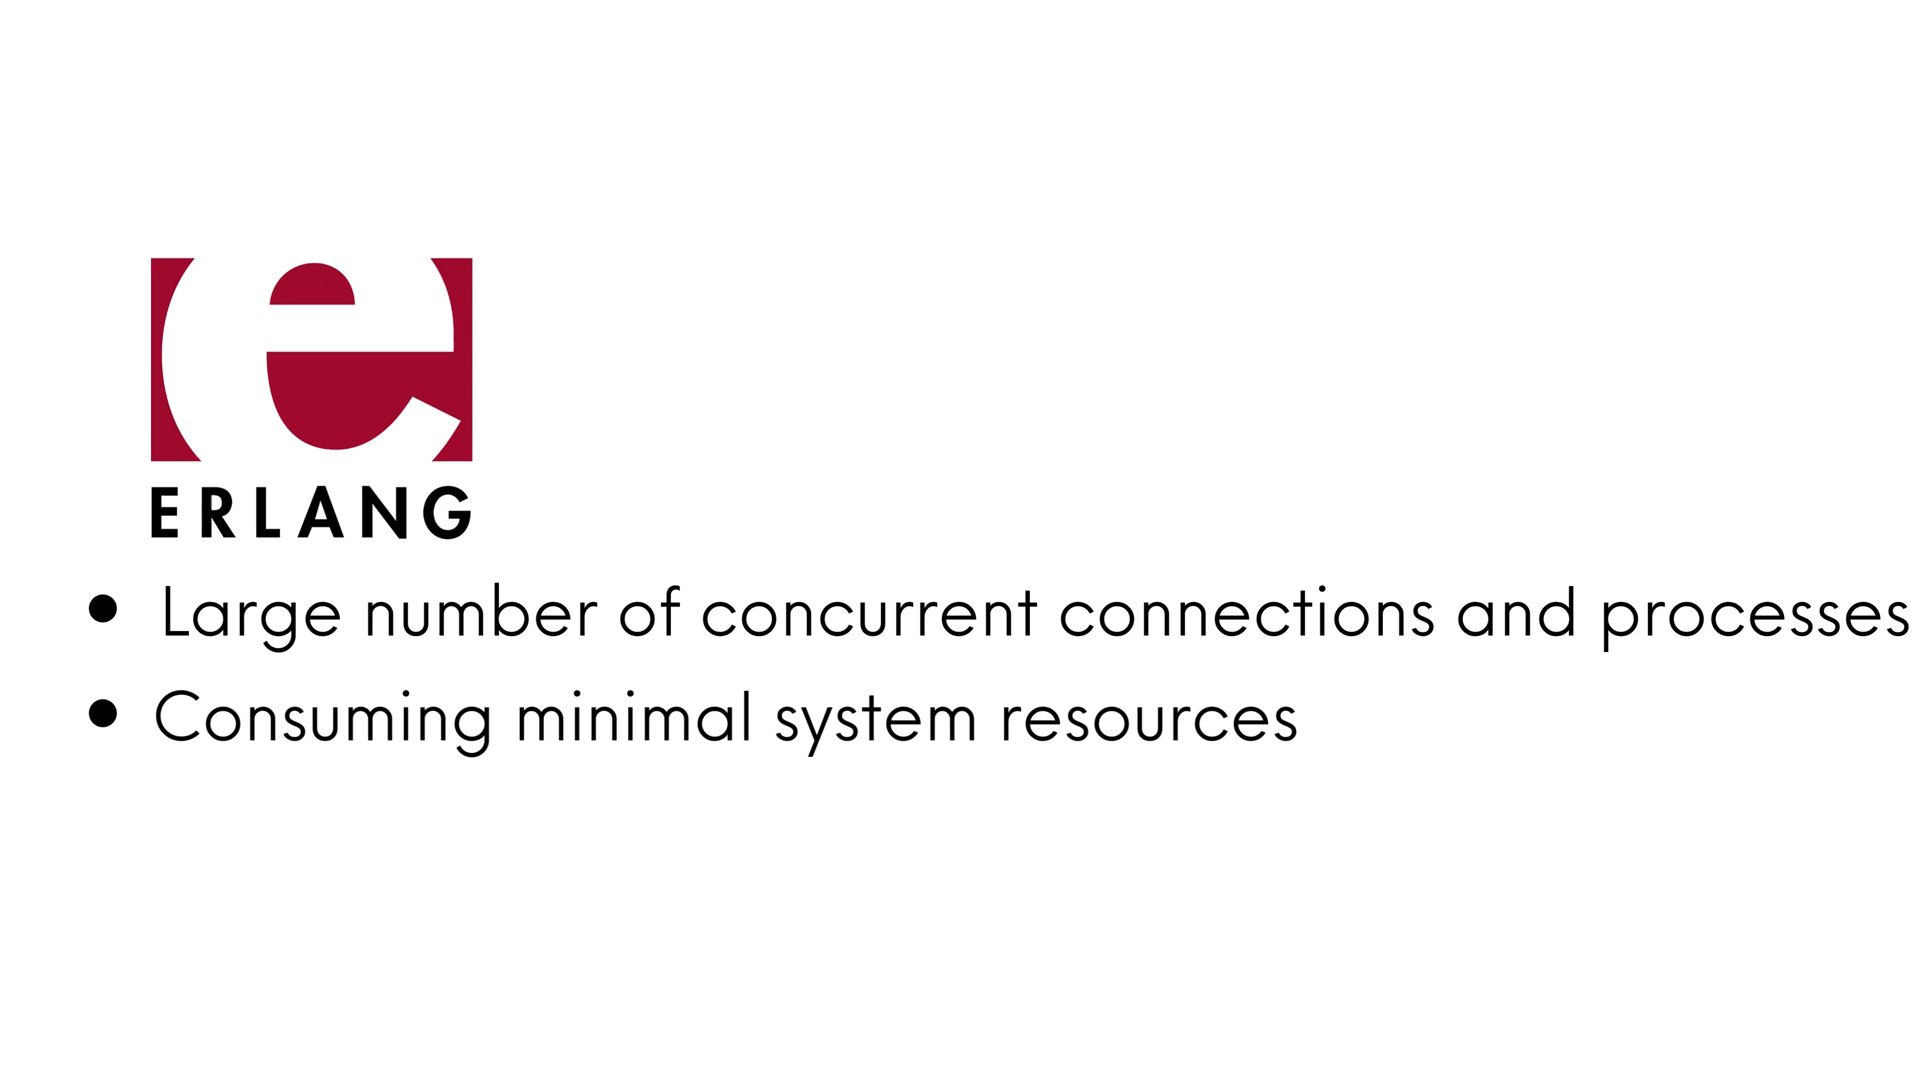 e
ERLANG
• Large number of concurrent connections and processes
• Consuming minimal system resources